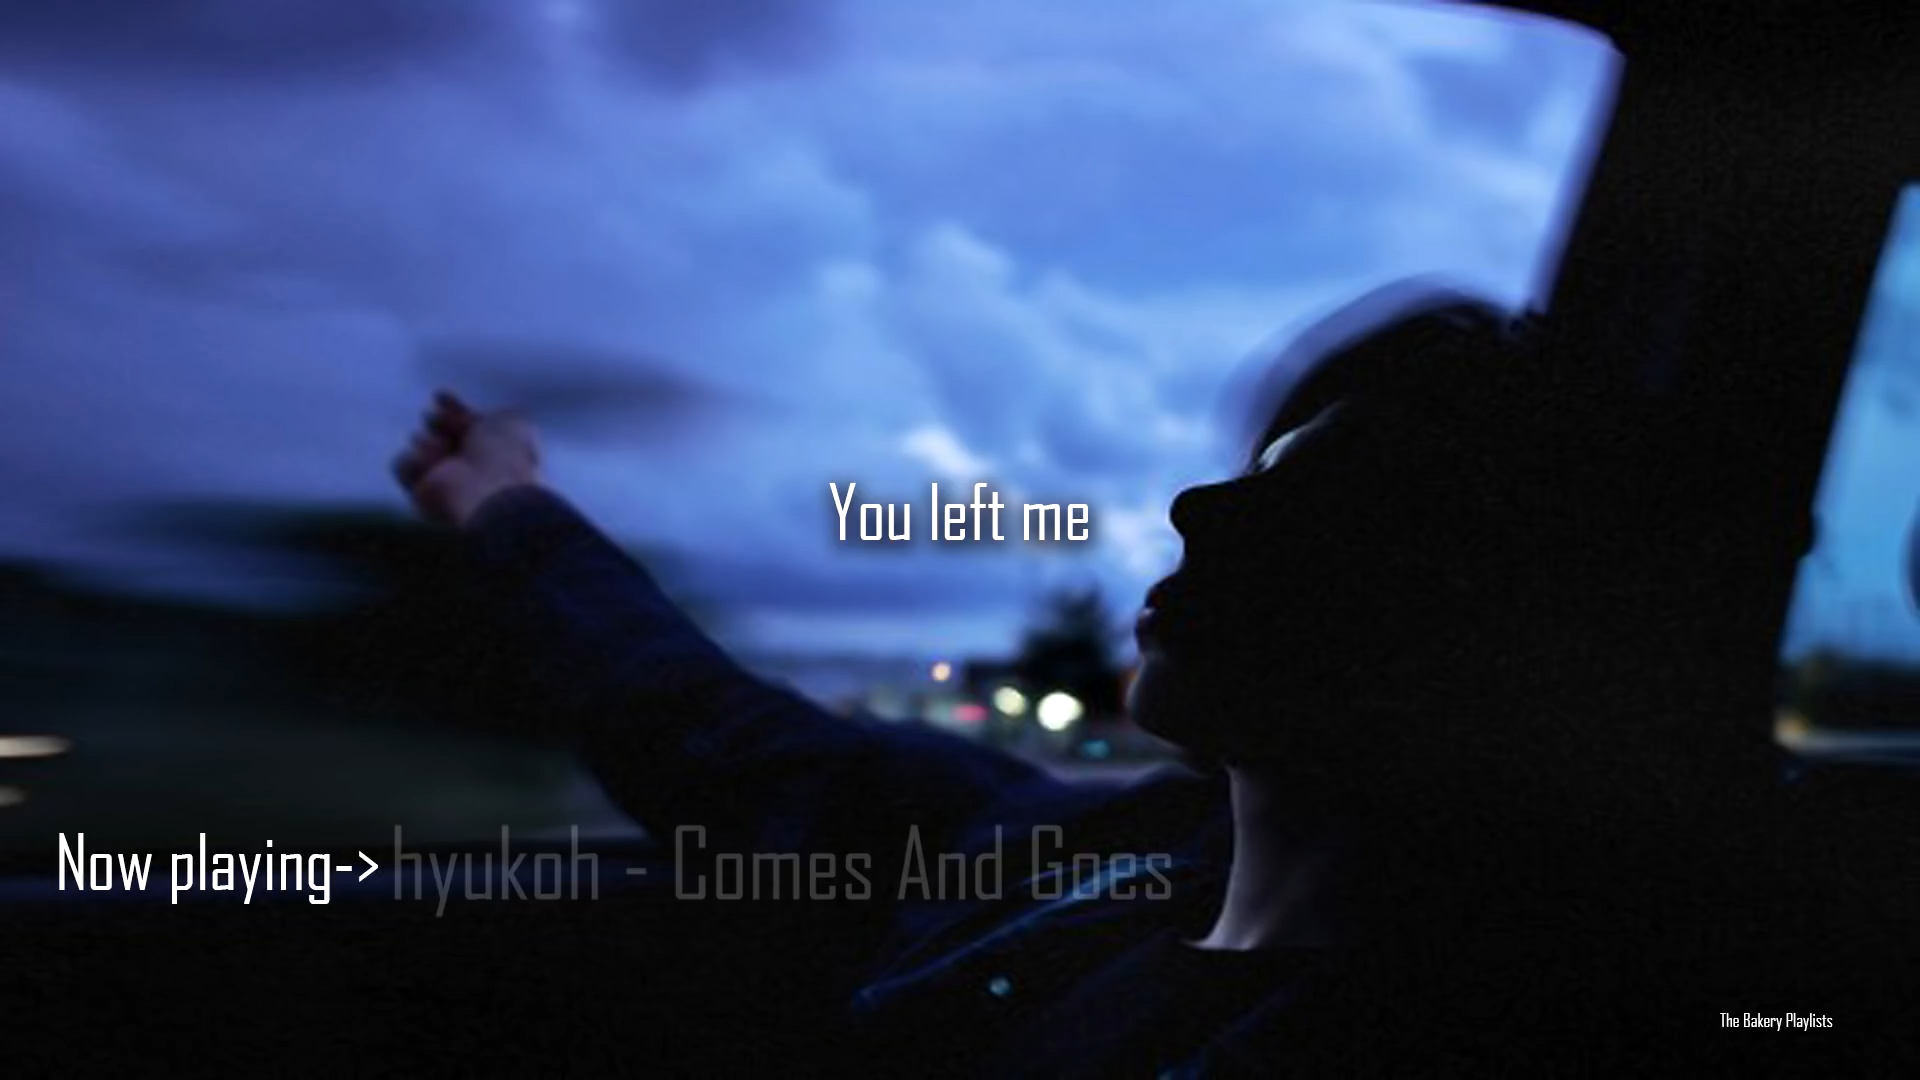 You left me
Now playing-> hyukoh - Comes And Goes
The Bakery Playlists